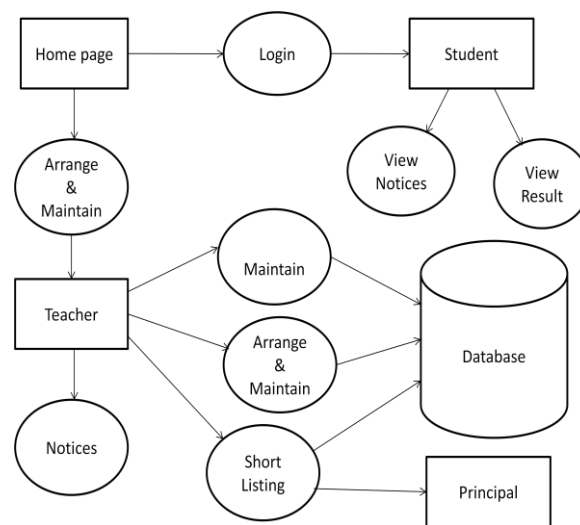 Home page
Login
Student
Arrange
&
Maintain
View
Notices
View
Result
Maintain
Teacher
Arrange
&
Maintain
Database
Notices
Short
Listing
Principal